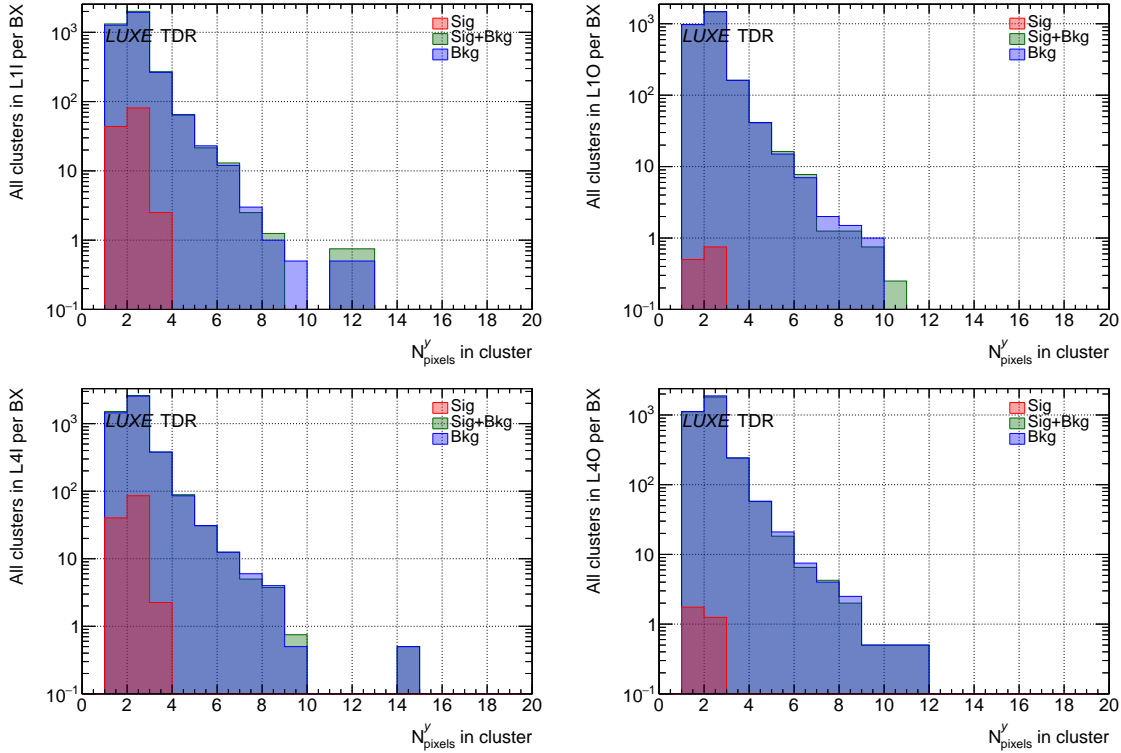 All clusters in L1I per BX
10³
10²
10
1
10⁻¹
LUXE TDR
Sig
Sig+Bkg
Bkg
0 2 4 6 8 10 12 14 16 18 20
N^y_pixels in cluster
All clusters in L1O per BX
10³
10²
10
1
10⁻¹
LUXE TDR
Sig
Sig+Bkg
Bkg
0 2 4 6 8 10 12 14 16 18 20
N^y_pixels in cluster
All clusters in L4I per BX
10³
10²
10
1
10⁻¹
LUXE TDR
Sig
Sig+Bkg
Bkg
0 2 4 6 8 10 12 14 16 18 20
N^y_pixels in cluster
All clusters in L4O per BX
10³
10²
10
1
10⁻¹
LUXE TDR
Sig
Sig+Bkg
Bkg
0 2 4 6 8 10 12 14 16 18 20
N^y_pixels in cluster